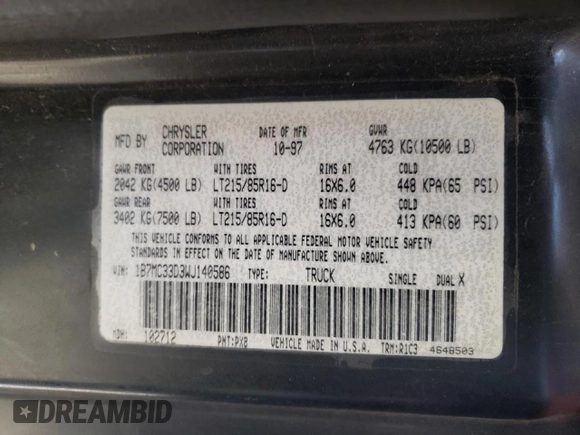 MFD BY CHRYSLER CORPORATION DATE OF MFR 10-97 GVWR 4763 KG(10500 LB)
GAWR FRONT WITH TIRES RIMS AT COLD
2042 KG(4500 LB) LT215/85R16-D 16X6.0 448 KPA(65 PSI)
GAWR REAR WITH TIRES RIMS AT COLD
3402 KG(7500 LB) LT215/85R16-D 16X6.0 413 KPA(60 PSI)
THIS VEHICLE CONFORMS TO ALL APPLICABLE FEDERAL MOTOR VEHICLE SAFETY
STANDARDS IN EFFECT ON THE DATE OF MANUFACTURE SHOWN ABOVE.
VIN: 1B7MC33D3WJ140586 TYPE: TRUCK SINGLE DUAL X
MDH: 102712 PNT:PX8 VEHICLE MADE IN U.S.A. TRM:R1C3 4648503
DREAMBID